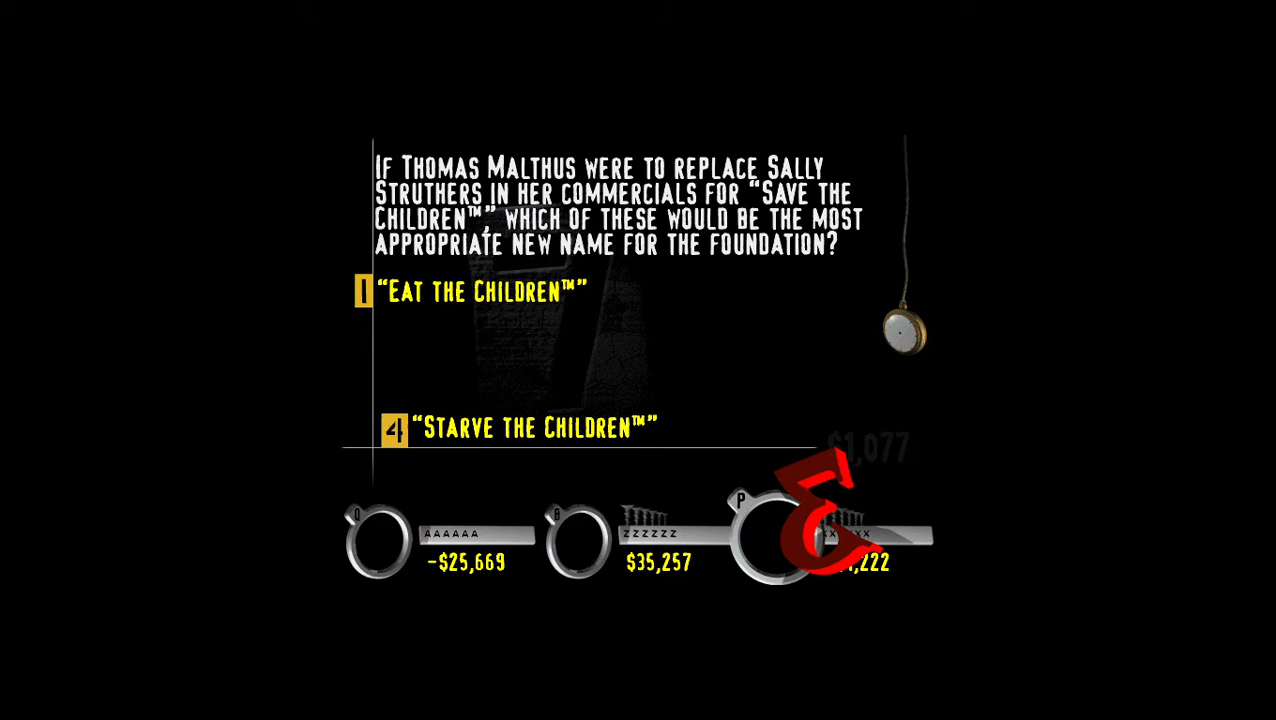 If Thomas Malthus were to replace Sally
Struthers in her commercials for “Save the
Children™,” which of these would be the most
appropriate new name for the foundation?
1 “Eat the Children™”
4 “Starve the Children™”
$1,077
3
Q B P
AAAAAA ZZZZZZ
-$25,669 $35,257